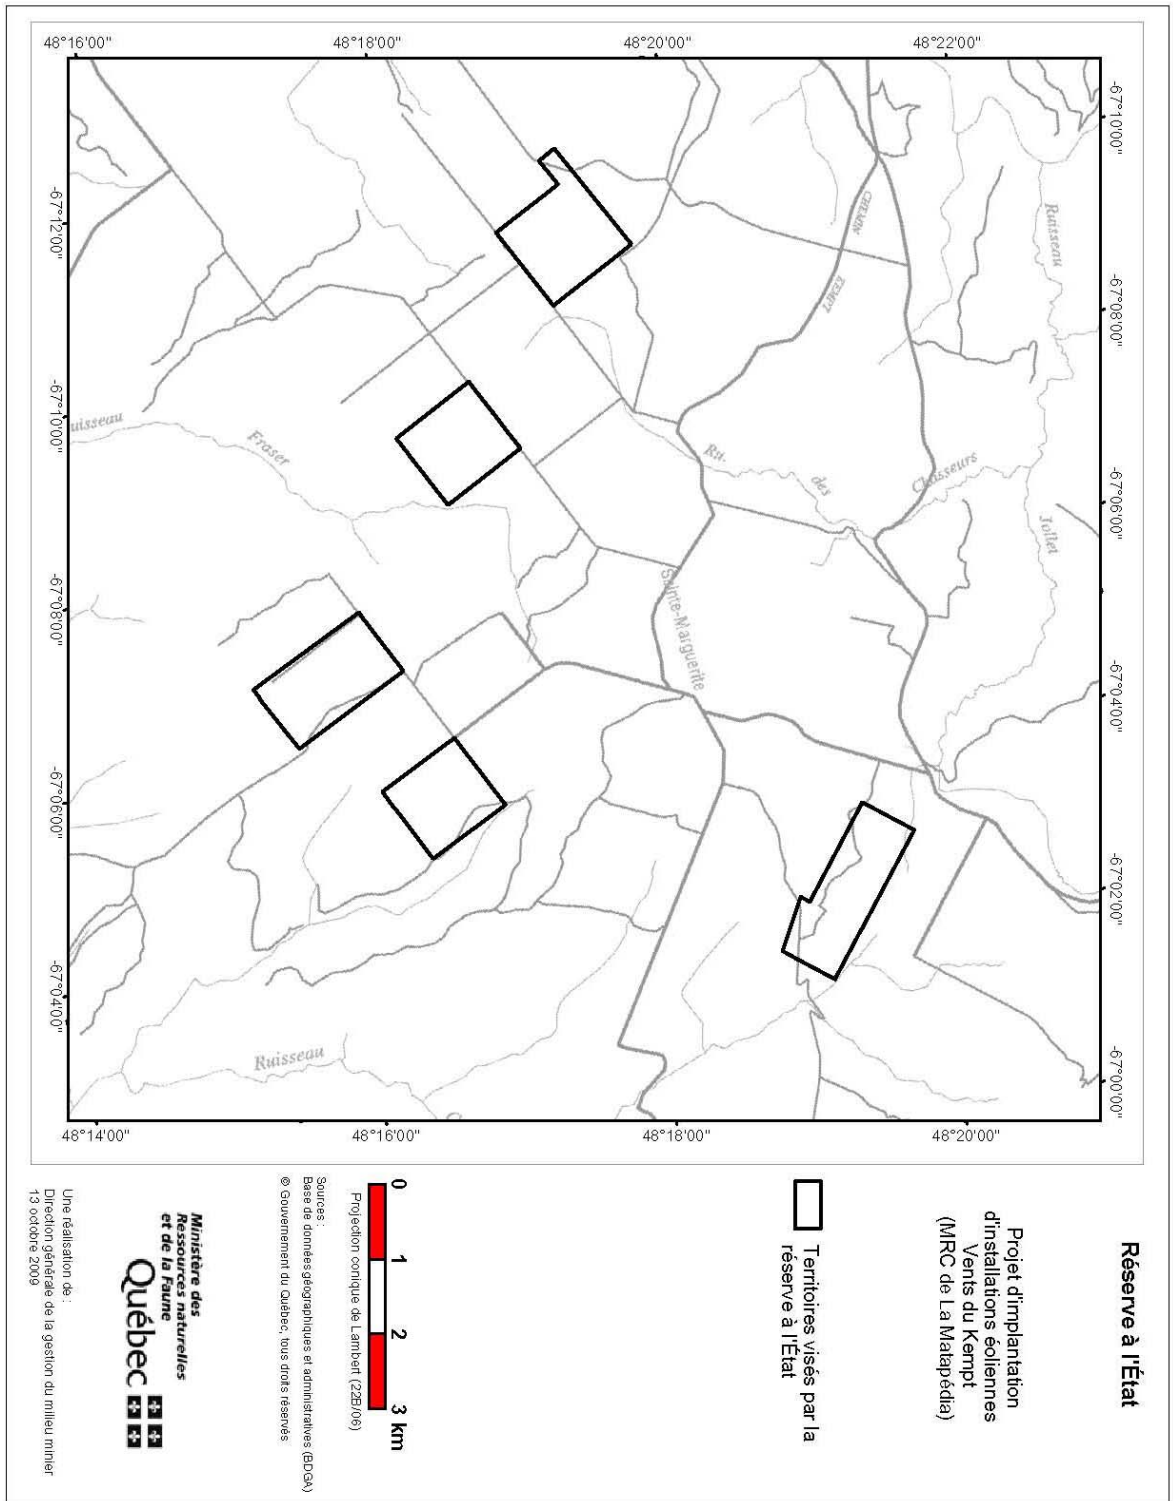 Réserve à l'État
Projet d'implantation
d'installations éoliennes
Vents du Kempt
(MRC de La Matapédia)
Territoires visés par la
réserve à l'État
0 1 2 3 km
Projection conique de Lambert (22B/06)
Sources :
Base de données géographiques et administratives (BDGA)
© Gouvernement du Québec, tous droits réservés
Ministère des
Ressources naturelles
et de la Faune
Québec
Une réalisation de :
Direction générale de la gestion du milieu minier
13 octobre 2009
-67°10'00"
-67°08'00"
-67°06'00"
-67°04'00"
-67°02'00"
-67°00'00"
48°22'00"
48°20'00"
48°18'00"
48°16'00"
48°20'00"
48°18'00"
48°16'00"
48°14'00"
-67°12'00"
-67°10'00"
-67°08'00"
-67°06'00"
-67°04'00"
Ruisseau
Jollet
CHEMIN
KEMPT
Ru.
des
Chasseurs
Sainte-Marguerite
uisseau
Fraser
Ruisseau